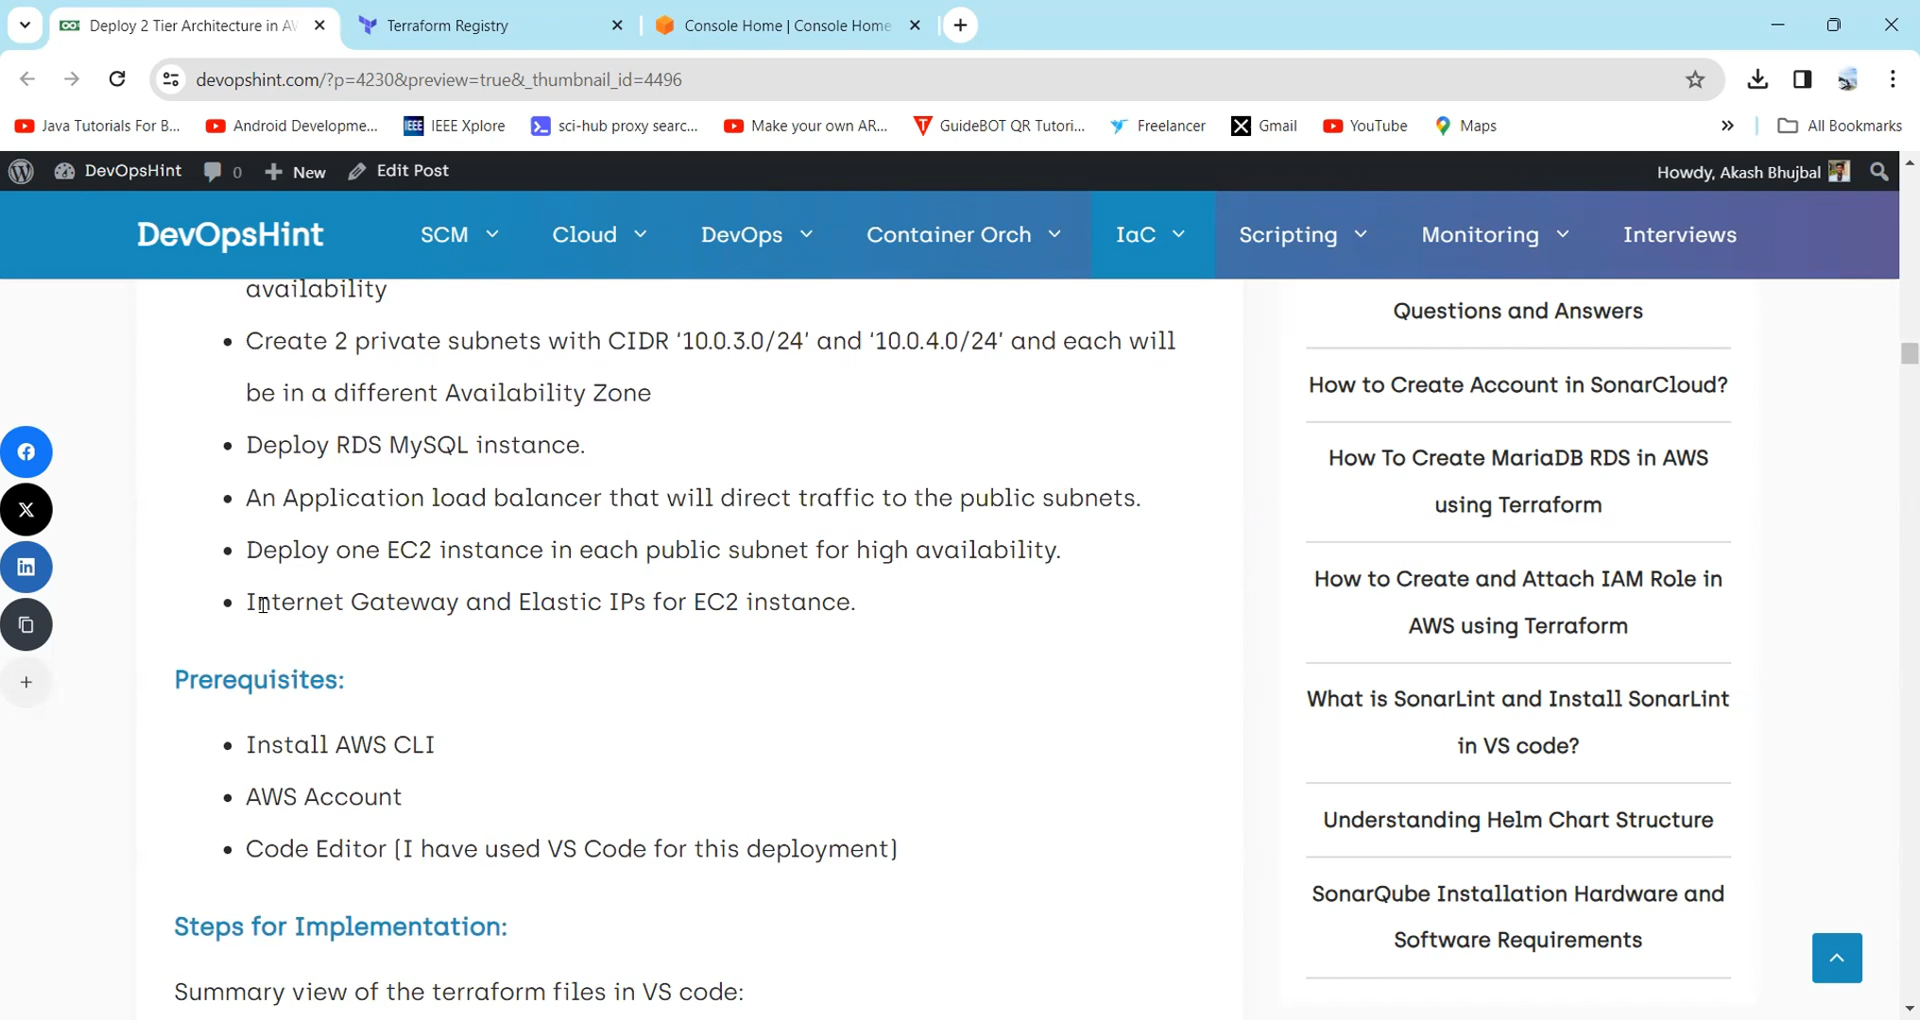 Deploy 2 Tier Architecture in AW
Terraform Registry
Console Home | Console Home
devopshint.com/?p=4230&preview=true&_thumbnail_id=4496
Java Tutorials For B...
Android Developme...
IEEE
IEEE Xplore
sci-hub proxy searc...
Make your own AR...
GuideBOT QR Tutori...
Freelancer
Gmail
YouTube
Maps
All Bookmarks
DevOpsHint
0
New
Edit Post
Howdy, Akash Bhujbal
DevOpsHint
SCM
Cloud
DevOps
Container Orch
IaC
Scripting
Monitoring
Interviews
availability
• Create 2 private subnets with CIDR ‘10.0.3.0/24’ and ‘10.0.4.0/24’ and each will
be in a different Availability Zone
• Deploy RDS MySQL instance.
• An Application load balancer that will direct traffic to the public subnets.
• Deploy one EC2 instance in each public subnet for high availability.
• Internet Gateway and Elastic IPs for EC2 instance.
Prerequisites:
• Install AWS CLI
• AWS Account
• Code Editor (I have used VS Code for this deployment)
Steps for Implementation:
Summary view of the terraform files in VS code:
Questions and Answers
How to Create Account in SonarCloud?
How To Create MariaDB RDS in AWS
using Terraform
How to Create and Attach IAM Role in
AWS using Terraform
What is SonarLint and Install SonarLint
in VS code?
Understanding Helm Chart Structure
SonarQube Installation Hardware and
Software Requirements